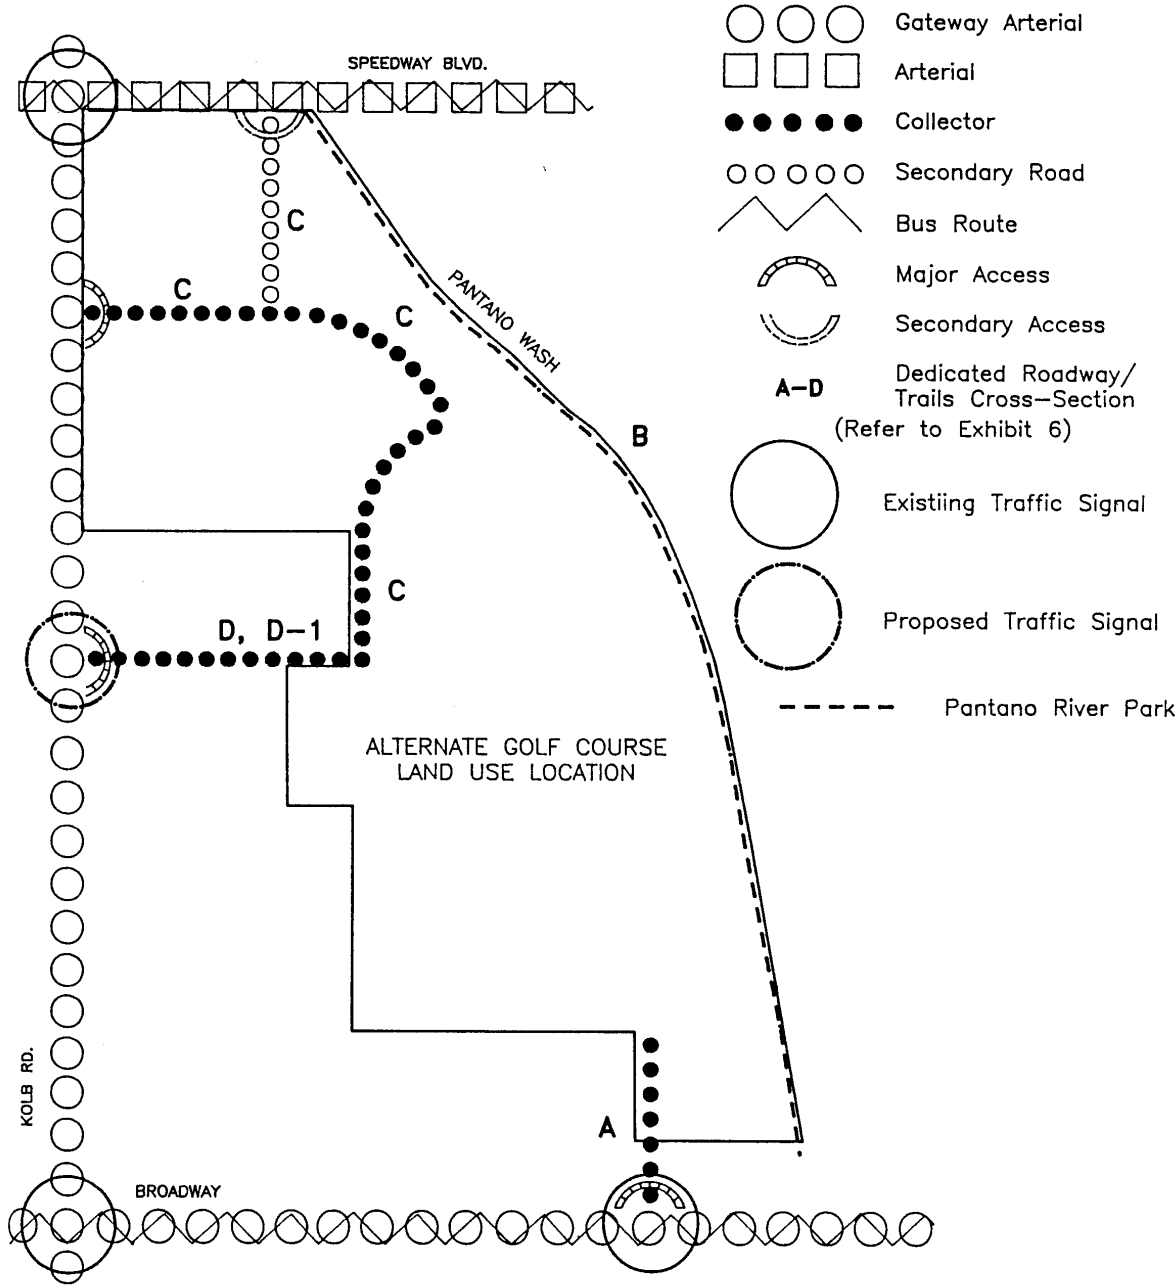 Gateway Arterial
SPEEDWAY BLVD.
Arterial
Collector
Secondary Road
C
Bus Route
PANTANO WASH
Major Access
C
C
Secondary Access
A-D
Dedicated Roadway/
Trails Cross-Section
(Refer to Exhibit 6)
B
Existiing Traffic Signal
C
D, D-1
Proposed Traffic Signal
Pantano River Park
ALTERNATE GOLF COURSE
LAND USE LOCATION
KOLB RD.
A
BROADWAY